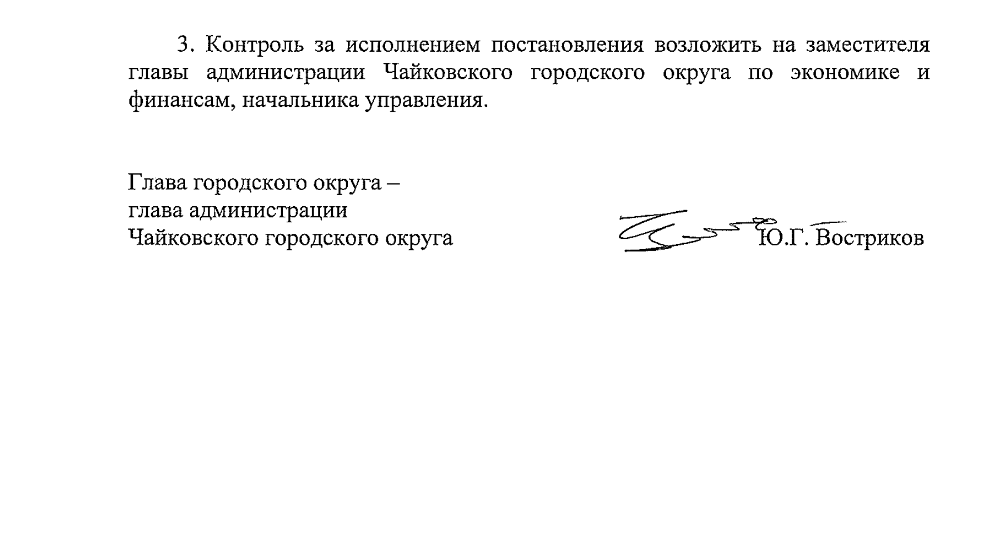 3. Контроль за исполнением постановления возложить на заместителя
главы администрации Чайковского городского округа по экономике и
финансам, начальника управления.
Глава городского округа –
глава администрации
Чайковского городского округа
Ю.Г. Востриков